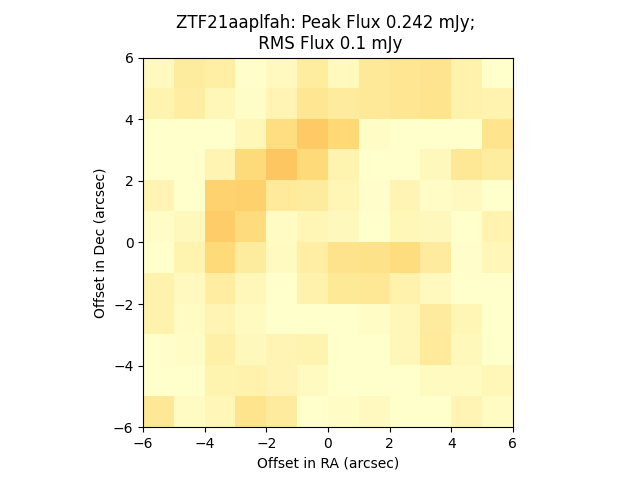 ZTF21aaplfah: Peak Flux 0.242 mJy;
RMS Flux 0.1 mJy
6
4
2
0
−2
−4
−6
Offset in Dec (arcsec)
−6 −4 −2 0 2 4 6
Offset in RA (arcsec)